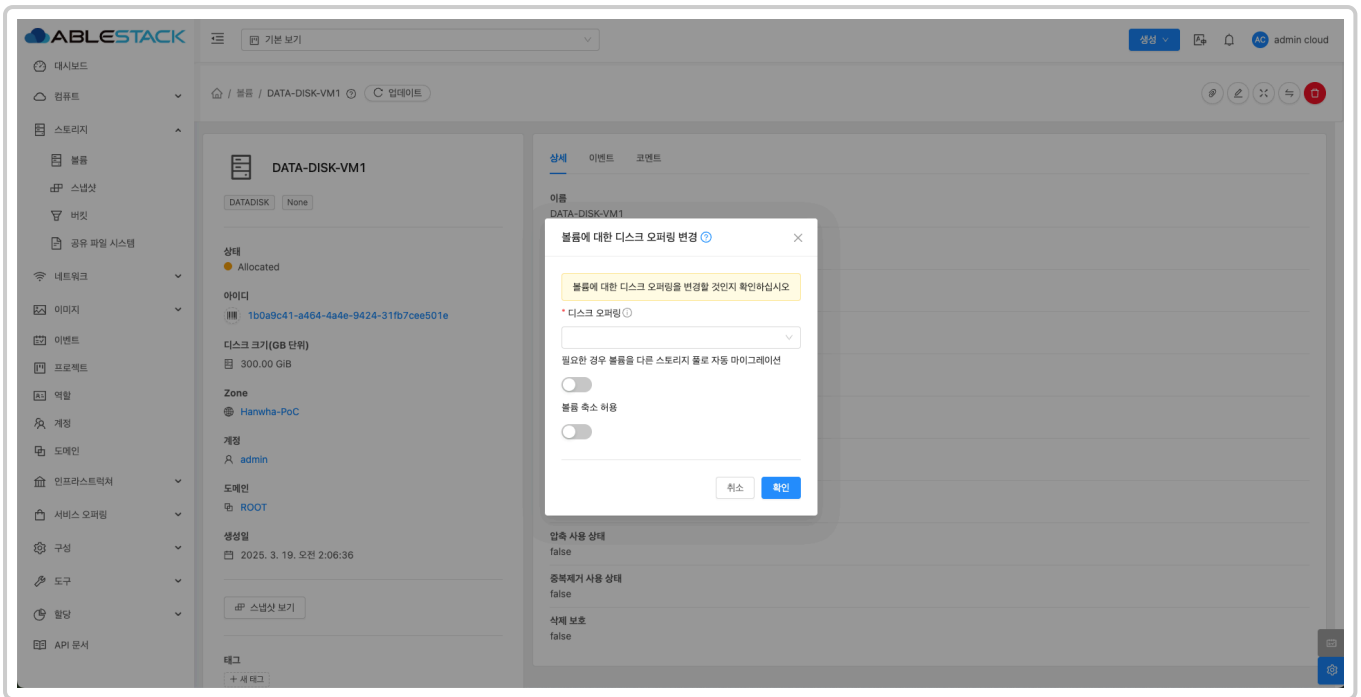 ABLESTACK
기본 보기
생성
AC
admin cloud
대시보드
컴퓨트
스토리지
볼륨
스냅샷
버킷
공유 파일 시스템
네트워크
이미지
이벤트
프로젝트
역할
계정
도메인
인프라스트럭쳐
서비스 오퍼링
구성
도구
할당
API 문서
/ 볼륨 / DATA-DISK-VM1
업데이트
DATA-DISK-VM1
DATADISK
None
상태
Allocated
아이디
1b0a9c41-a464-4a4e-9424-31fb7cee501e
디스크 크기(GB 단위)
300.00 GiB
Zone
Hanwha-PoC
계정
admin
도메인
ROOT
생성일
2025. 3. 19. 오전 2:06:36
스냅샷 보기
태그
+ 새 태그
상세
이벤트
코멘트
이름
DATA-DISK-VM1
볼륨에 대한 디스크 오퍼링 변경
볼륨에 대한 디스크 오퍼링을 변경할 것인지 확인하십시오
* 디스크 오퍼링
필요한 경우 볼륨을 다른 스토리지 풀로 자동 마이그레이션
볼륨 축소 허용
취소
확인
압축 사용 상태
false
중복제거 사용 상태
false
삭제 보호
false